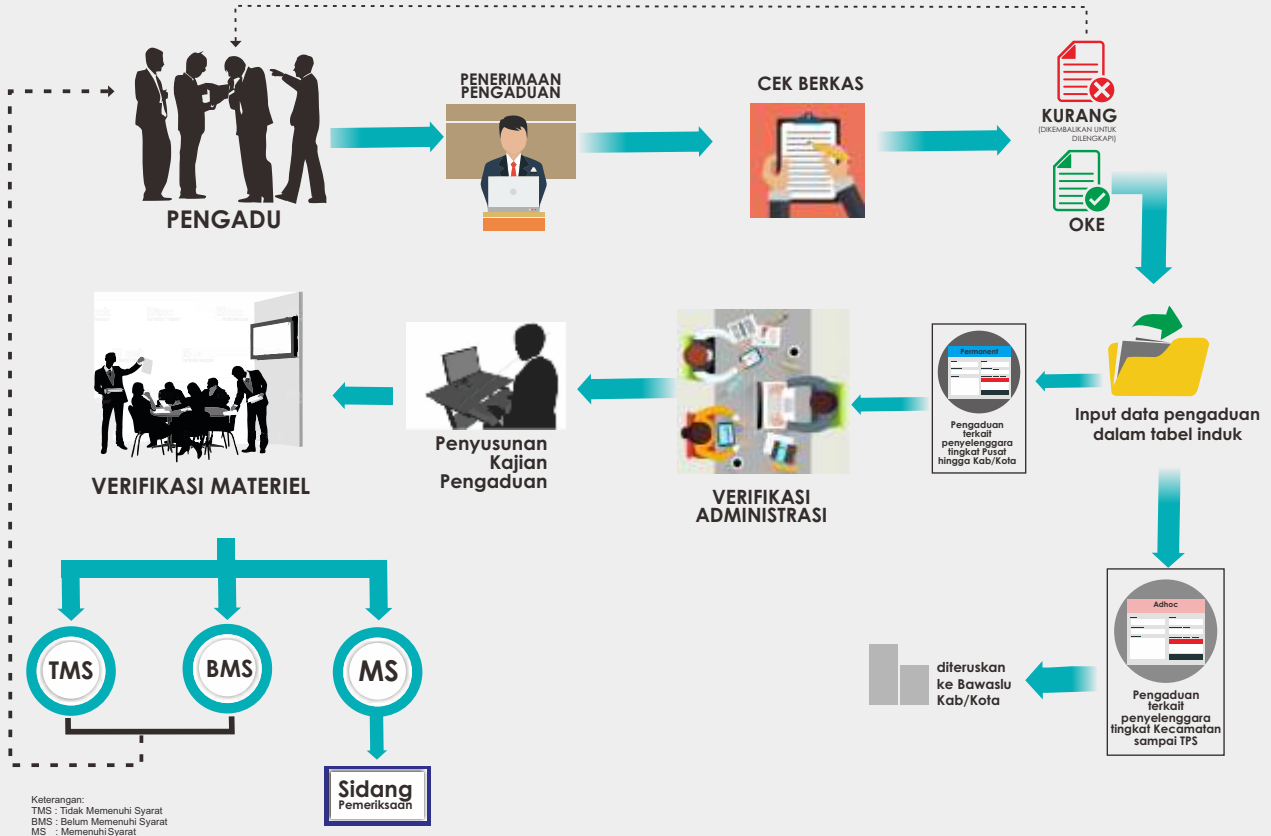 PENGADU
PENERIMAAN
PENGADUAN
CEK BERKAS
KURANG
(DIKEMBALIKAN UNTUK
DILENGKAPI)
OKE
Input data pengaduan
dalam tabel induk
Permanent
Pengaduan
terkait
penyelenggara
tingkat Pusat
hingga Kab/Kota
VERIFIKASI
ADMINISTRASI
Penyusunan
Kajian
Pengaduan
VERIFIKASI MATERIEL
Adhoc
Pengaduan
terkait
penyelenggara
tingkat Kecamatan
sampai TPS
diteruskan
ke Bawaslu
Kab/Kota
TMS
BMS
MS
Sidang
Pemeriksaan
Keterangan:
TMS : Tidak Memenuhi Syarat
BMS : Belum Memenuhi Syarat
MS : Memenuhi Syarat